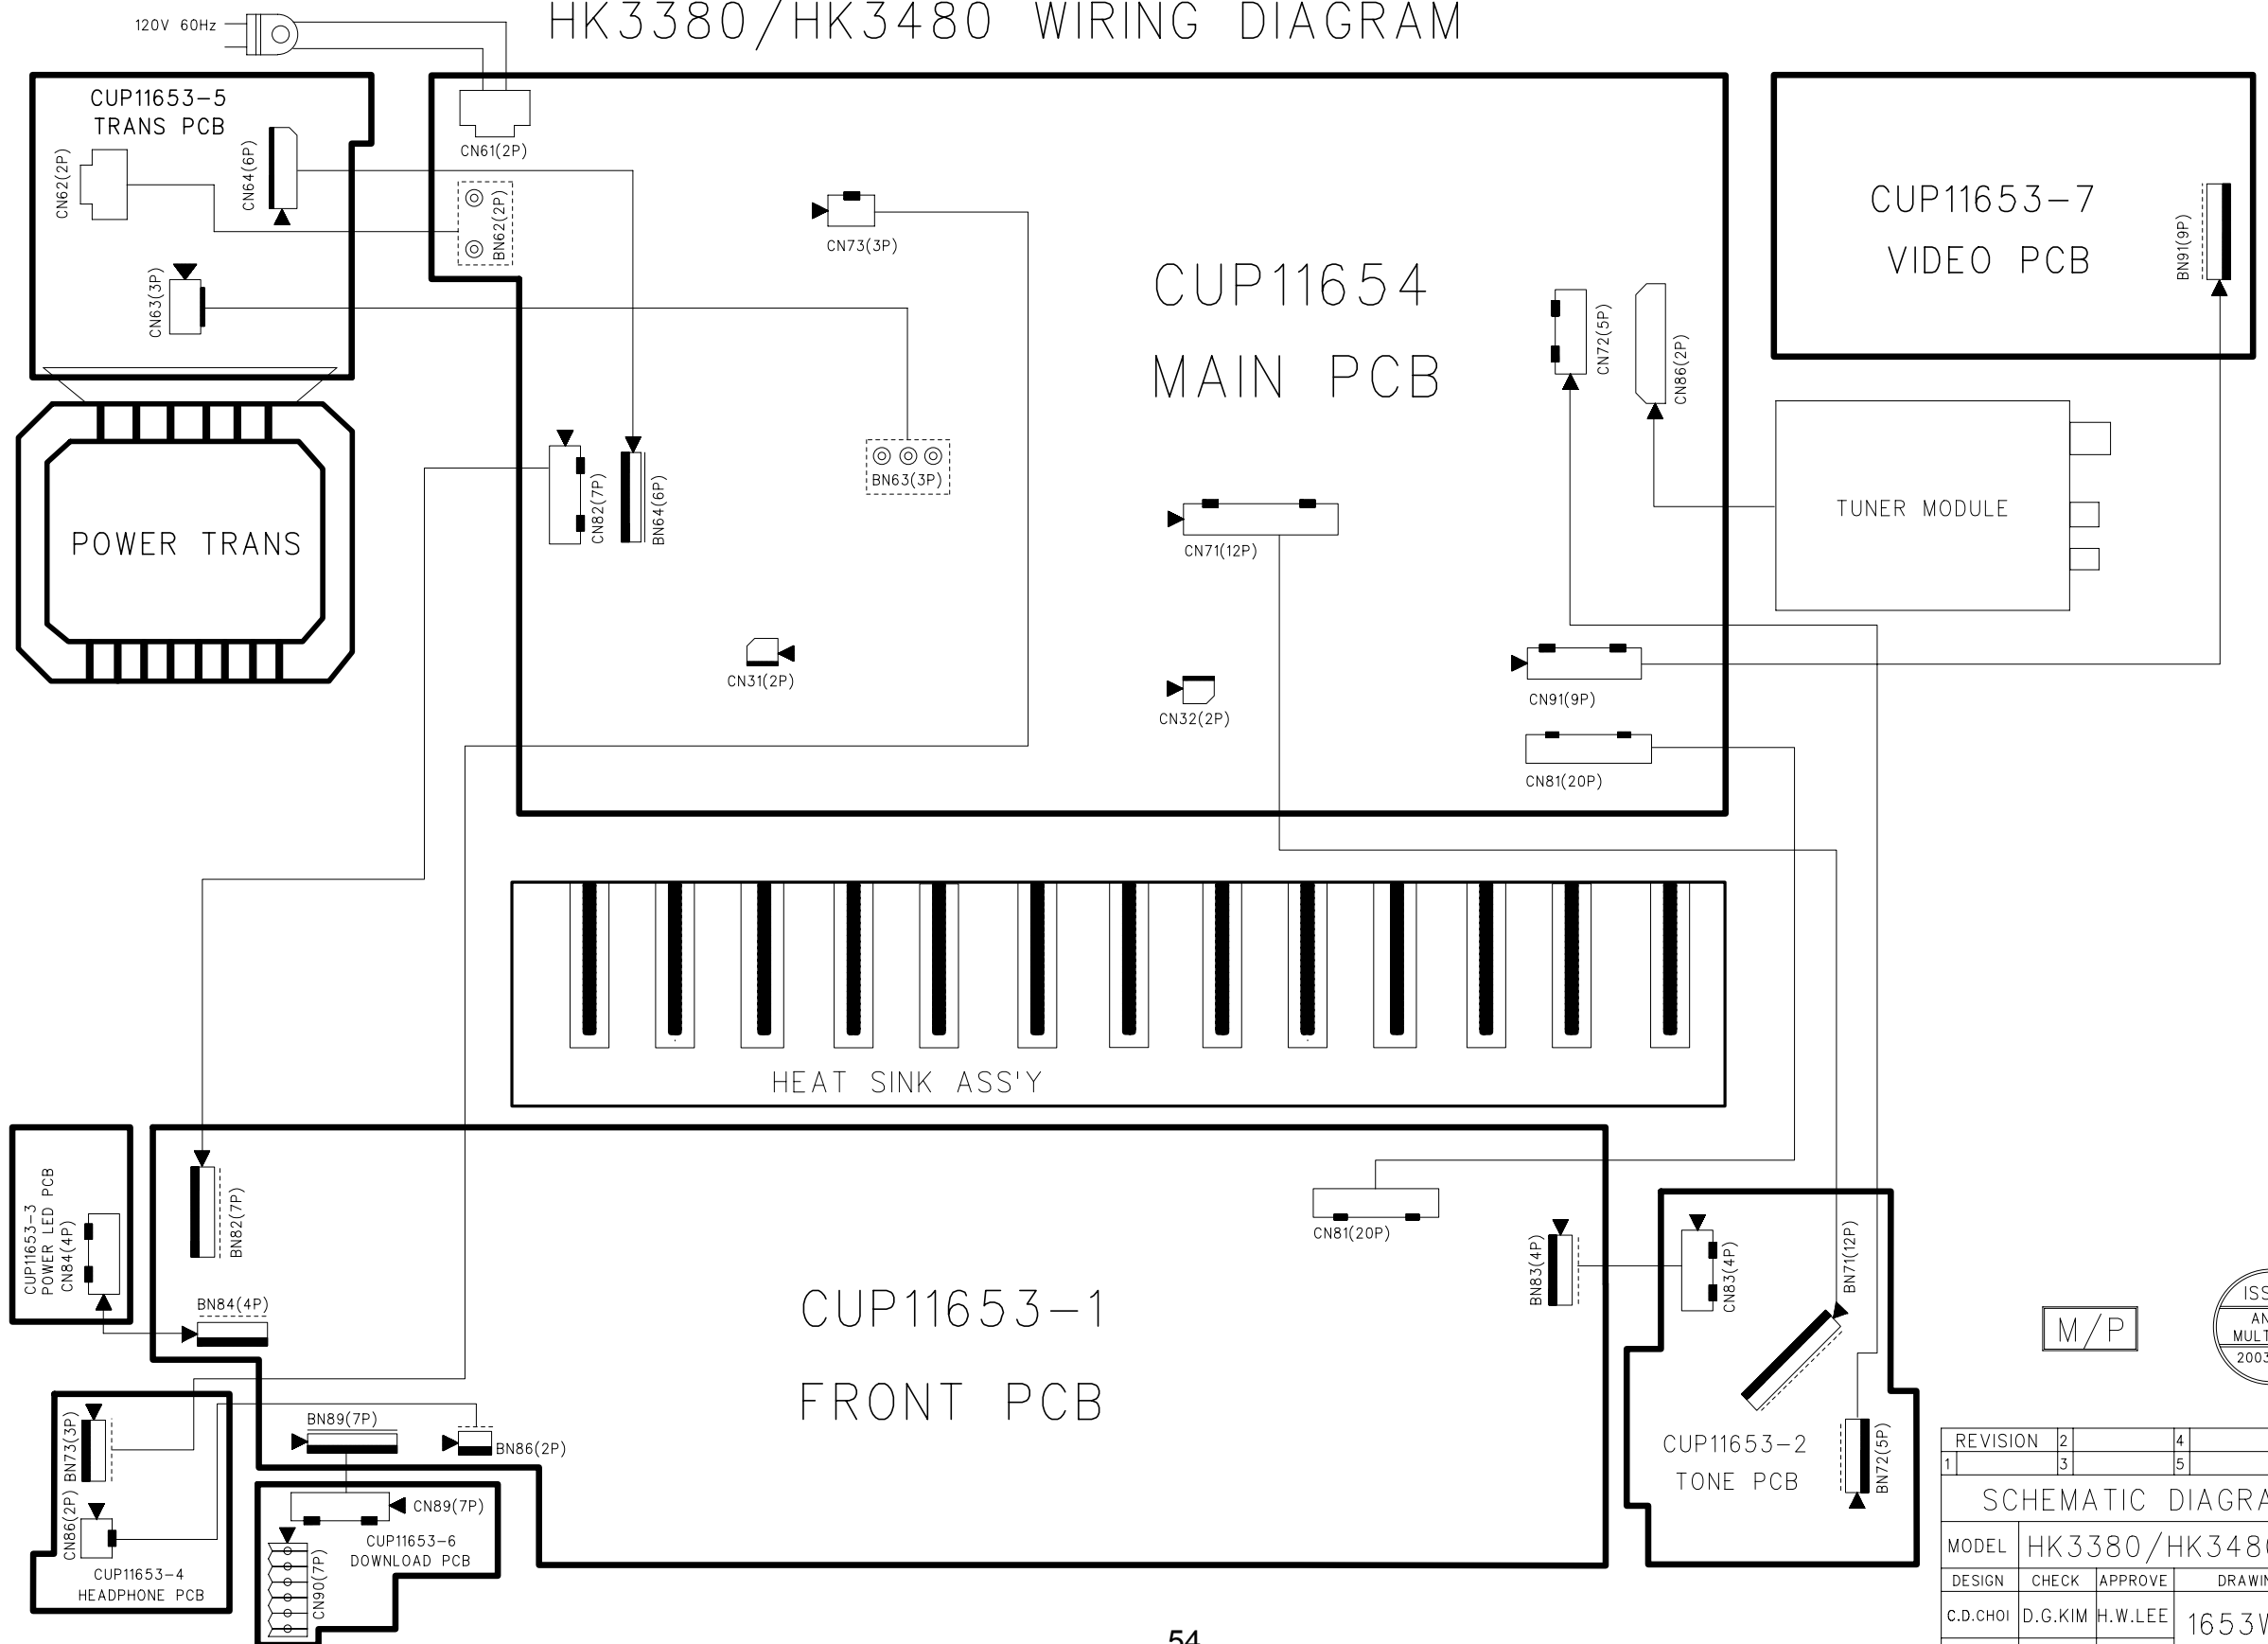 HK3380/HK3480 WIRING DIAGRAM
120V 60Hz
CUP11653-5
TRANS PCB
CN62(2P)
CN64(6P)
CN63(3P)
CN61(2P)
BN62(2P)
CN73(3P)
CUP11654
MAIN PCB
CN72(5P)
CN86(2P)
CUP11653-7
VIDEO PCB
BN91(9P)
POWER TRANS
CN82(7P)
BN64(6P)
BN63(3P)
CN71(12P)
TUNER MODULE
CN31(2P)
CN32(2P)
CN91(9P)
CN81(20P)
HEAT SINK ASS'Y
CUP11653-3
POWER LED PCB
CN84(4P)
BN82(7P)
BN84(4P)
CUP11653-1
FRONT PCB
CN81(20P)
BN83(4P)
CN83(4P)
BN71(12P)
CUP11653-2
TONE PCB
BN72(5P)
BN73(3P)
CN86(2P)
CUP11653-4
HEADPHONE PCB
BN89(7P)
BN86(2P)
CN89(7P)
CUP11653-6
DOWNLOAD PCB
CN90(7P)
M/P
2003
REVISION 2 4
1 3 5
SCHEMATIC
MODEL HK3380/HK3480
DESIGN CHECK APPROVE
C.D.CHOI D.G.KIM H.W.LEE
54